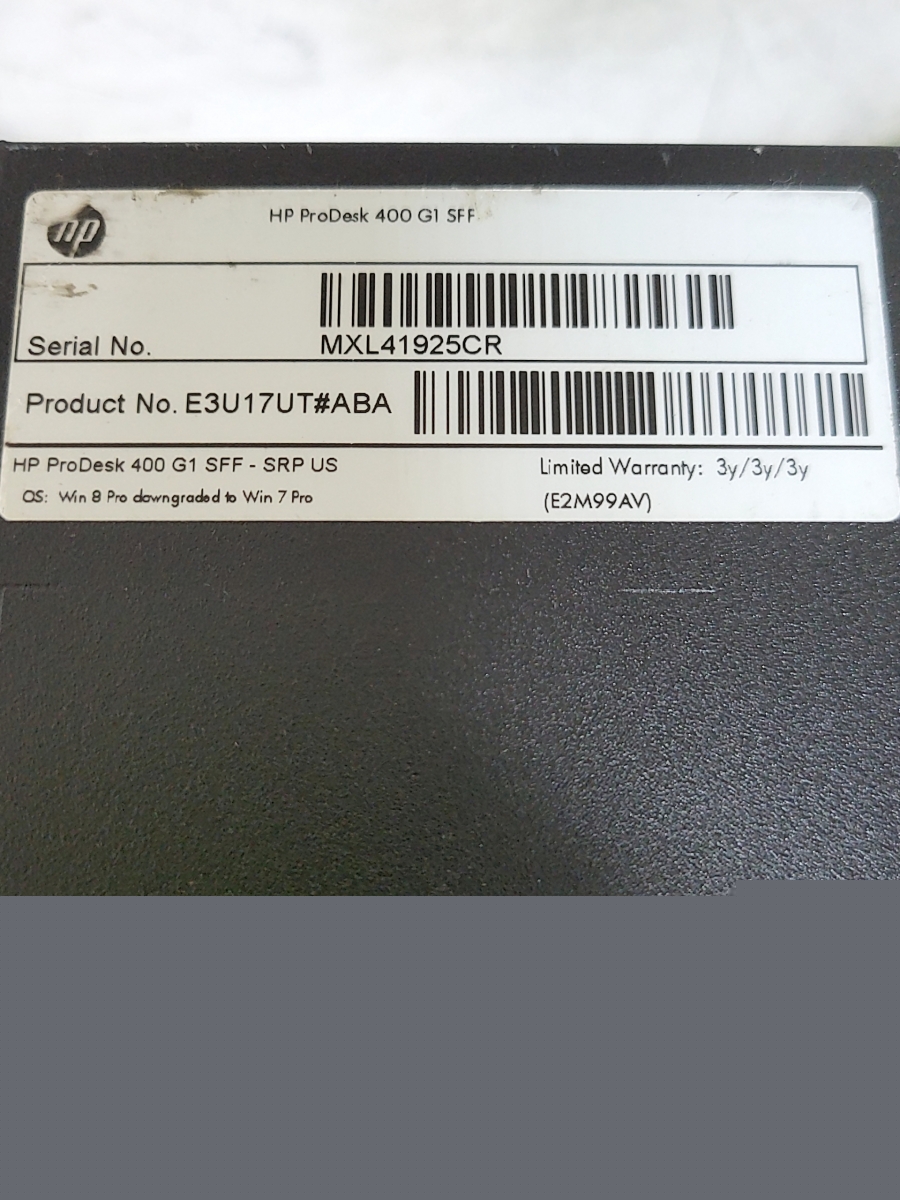 hp
HP ProDesk 400 G1 SFF
Serial No. MXL41925CR
Product No. E3U17UT#ABA
HP ProDesk 400 G1 SFF - SRP US
Limited Warranty: 3y/3y/3y
OS: Win 8 Pro downgraded to Win 7 Pro
(E2M99AV)